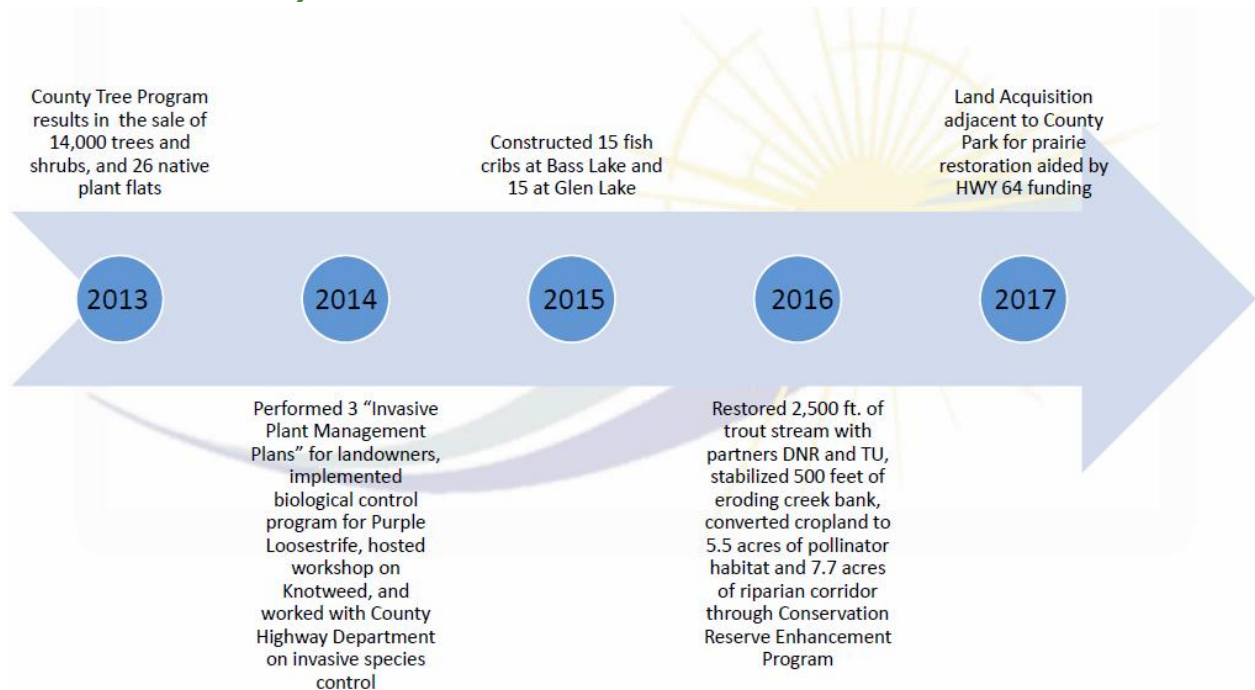 County Tree Program
results in the sale of
14,000 trees and
shrubs, and 26 native
plant flats
Constructed 15 fish
cribs at Bass Lake and
15 at Glen Lake
Land Acquisition
adjacent to County
Park for prairie
restoration aided by
HWY 64 funding
2013
2014
2015
2016
2017
Performed 3 “Invasive
Plant Management
Plans” for landowners,
implemented
biological control
program for Purple
Loosestrife, hosted
workshop on
Knotweed, and
worked with County
Highway Department
on invasive species
control
Restored 2,500 ft. of
trout stream with
partners DNR and TU,
stabilized 500 feet of
eroding creek bank,
converted cropland to
5.5 acres of pollinator
habitat and 7.7 acres
of riparian corridor
through Conservation
Reserve Enhancement
Program